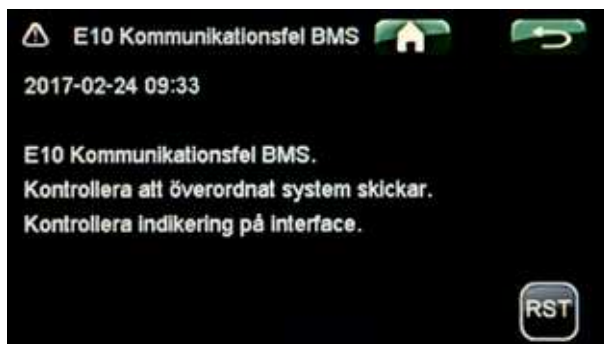 E10 Kommunikationsfel BMS
2017-02-24 09:33
E10 Kommunikationsfel BMS.
Kontrollera att överordnat system skickar.
Kontrollera indikering på interface.
RST